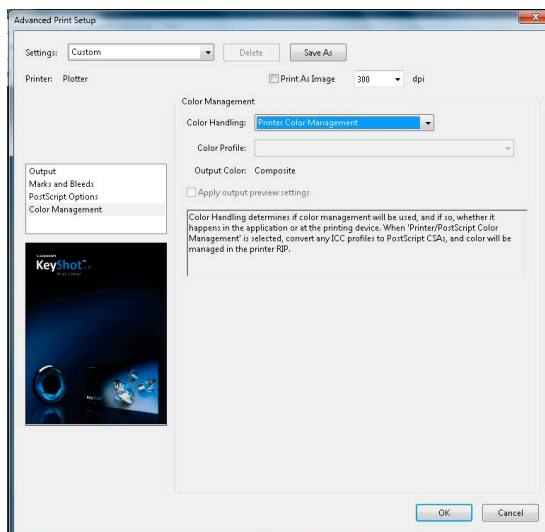 Advanced Print Setup
Settings: Custom Delete Save As
Printer: Plotter Print As Image 300 dpi
Color Management
Color Handling: Printer Color Management
Color Profile:
Output Color: Composite
Apply output preview settings
Output
Marks and Bleeds
PostScript Options
Color Management
Color Handling determines if color management will be used, and if so, whether it
happens in the application or at the printing device. When 'Printer/PostScript Color
Management' is selected, convert any ICC profiles to PostScript CSAs, and color will be
managed in the printer RIP.
KeyShot™
What's New?
KeyShot
OK Cancel